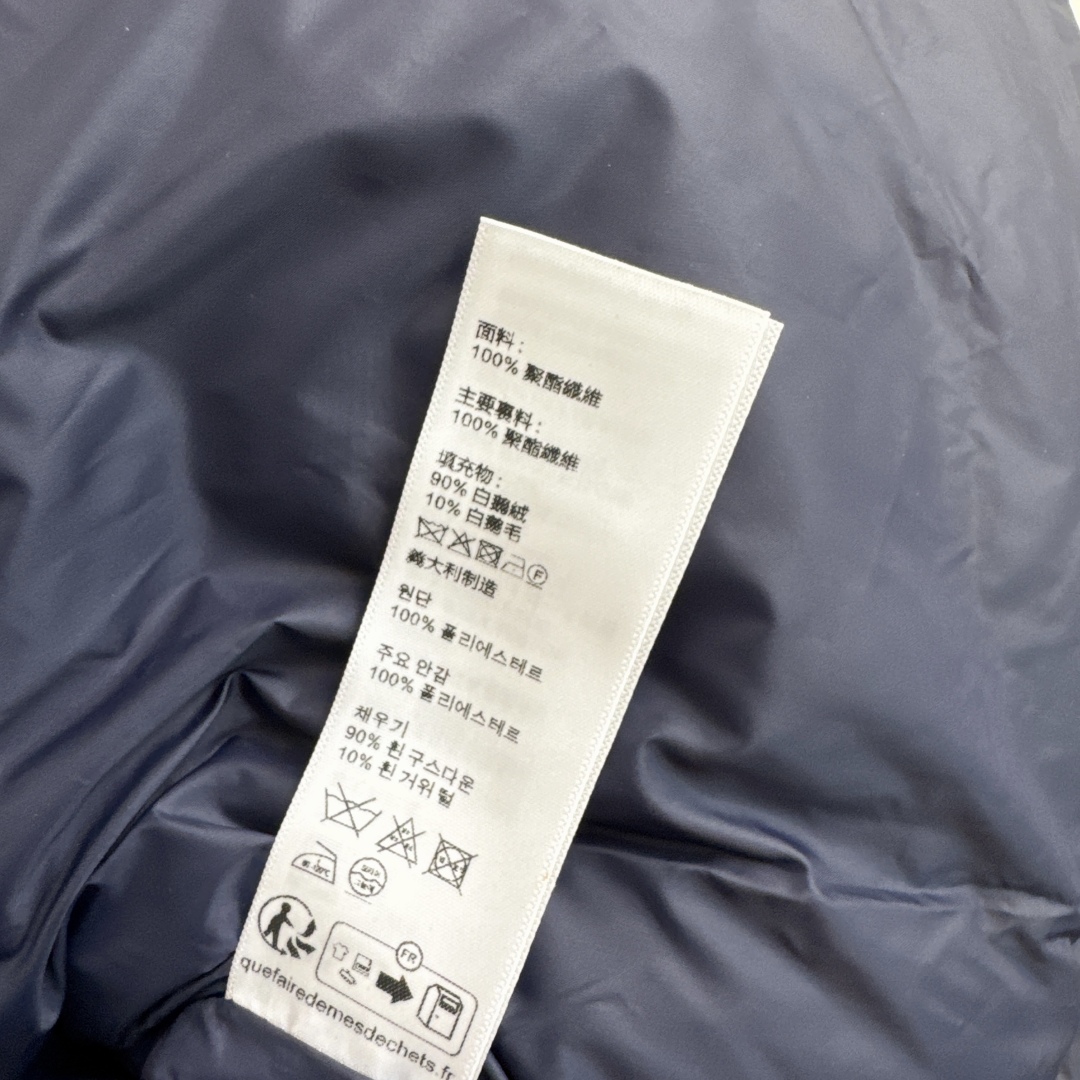 面料:
100% 聚酯纖維
主要裏料:
100% 聚酯纖維
填充物:
90% 白鵝絨
10% 白鵝毛
F
義大利制造
원단
100% 폴리에스테르
주요 안감
100% 폴리에스테르
채우기
90% 흰 구스다운
10% 흰 거위 털
FR
quefairedemesdechets.fr